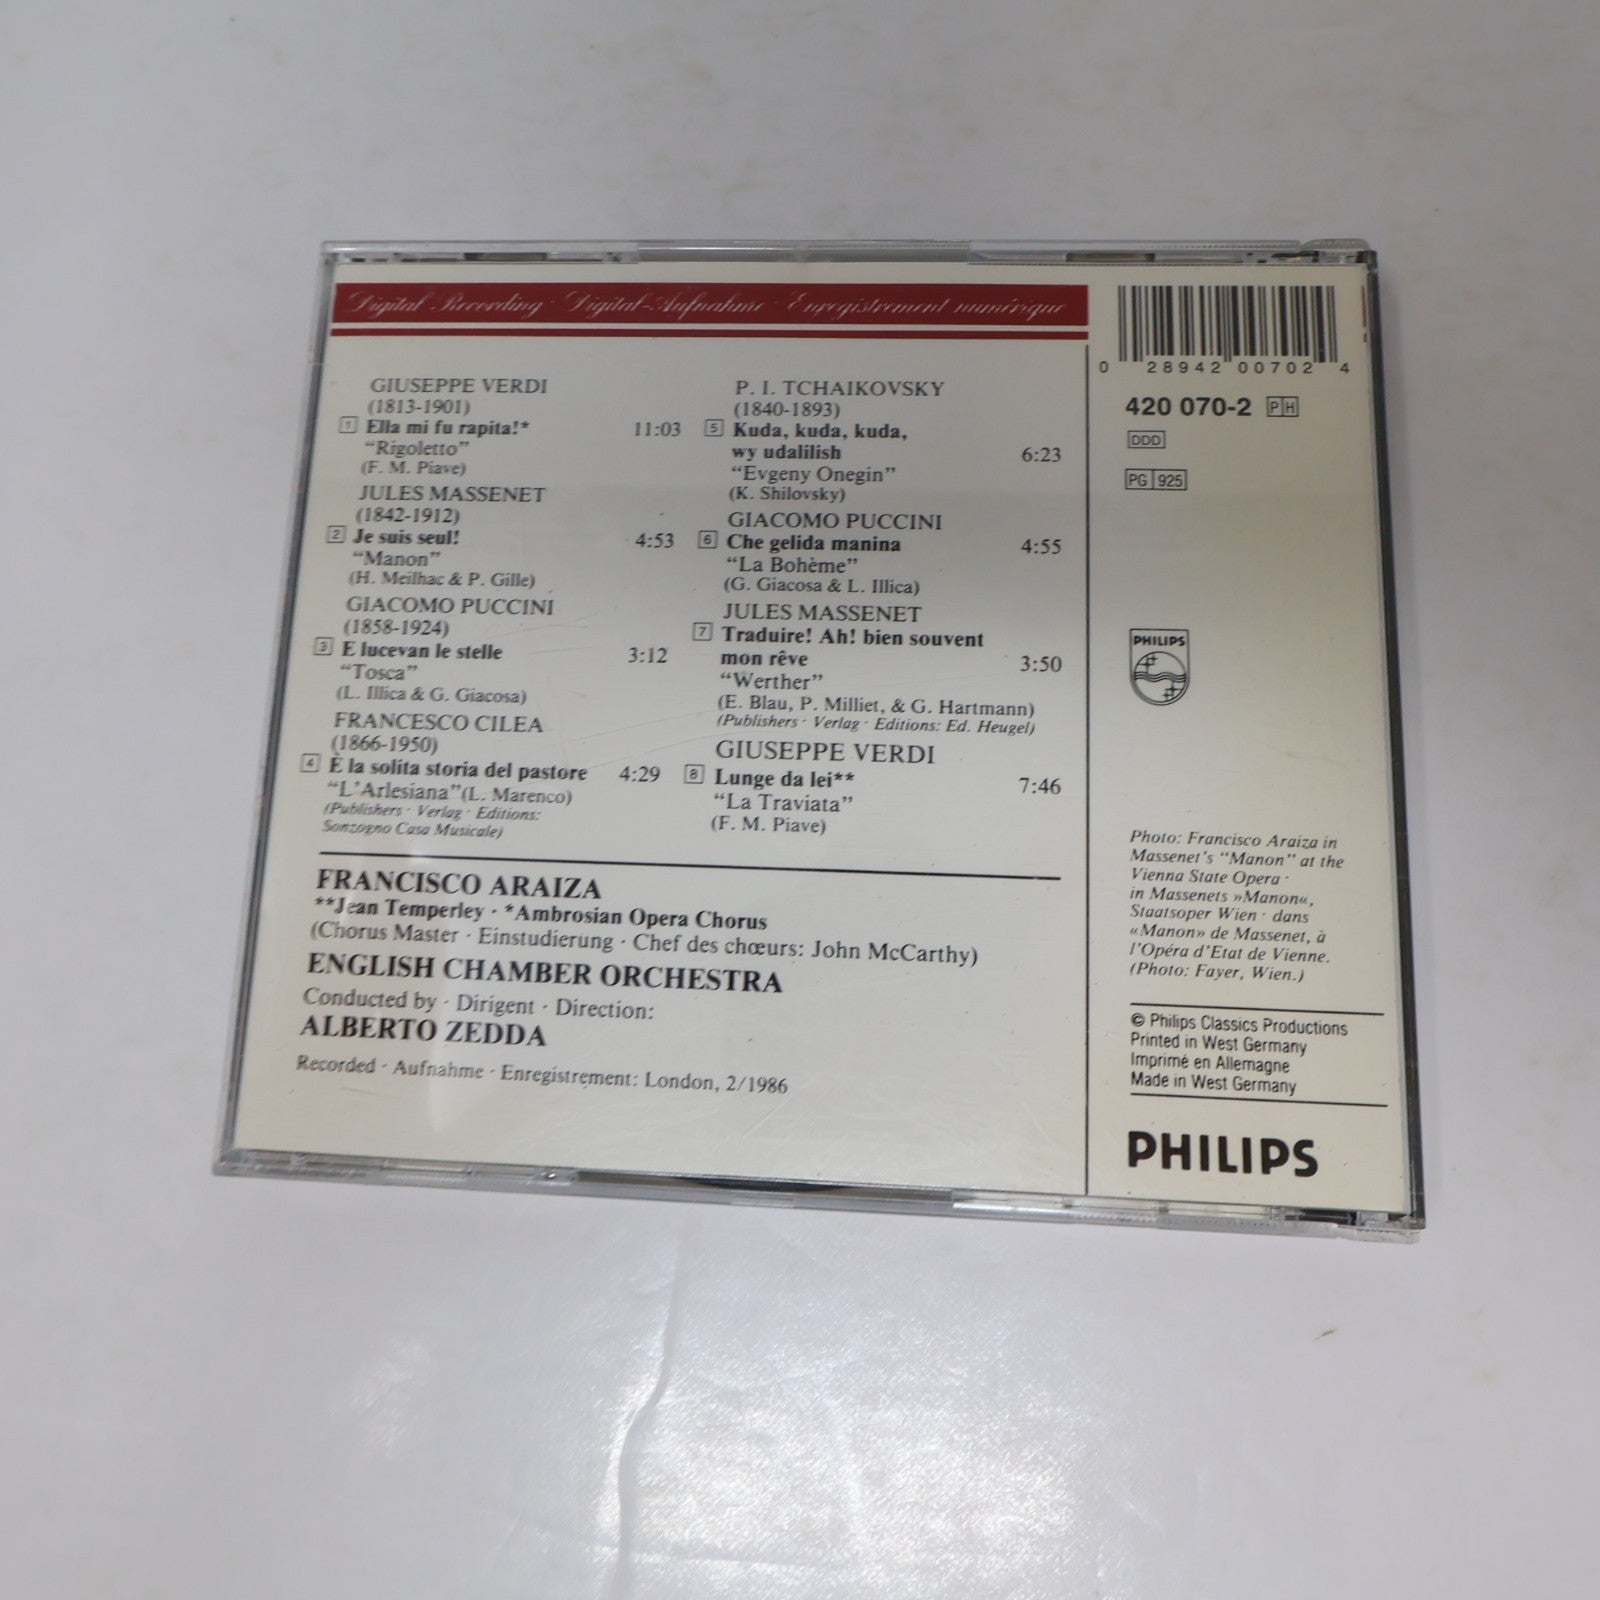 Digital Recording · Digital-Aufnahme · Enregistrement numérique
GIUSEPPE VERDI
(1813-1901)
1 Ella mi fu rapita!* 11:03
"Rigoletto"
(F. M. Piave)
JULES MASSENET
(1842-1912)
2 Je suis seul! 4:53
"Manon"
(H. Meilhac & P. Gille)
GIACOMO PUCCINI
(1858-1924)
3 E lucevan le stelle 3:12
"Tosca"
(L. Illica & G. Giacosa)
FRANCESCO CILEA
(1866-1950)
4 È la solita storia del pastore 4:29
"L'Arlesiana" (L. Marenco)
(Publishers · Verlag · Editions:
Sonzogno Casa Musicale)
P. I. TCHAIKOVSKY
(1840-1893)
5 Kuda, kuda, kuda,
wy udalilish 6:23
"Evgeny Onegin"
(K. Shilovsky)
GIACOMO PUCCINI
6 Che gelida manina 4:55
"La Bohème"
(G. Giacosa & L. Illica)
JULES MASSENET
7 Traduire! Ah! bien souvent
mon rêve 3:50
"Werther"
(E. Blau, P. Milliet, & G. Hartmann)
(Publishers · Verlag · Editions: Ed. Heugel)
GIUSEPPE VERDI
8 Lunge da lei** 7:46
"La Traviata"
(F. M. Piave)
FRANCISCO ARAIZA
**Jean Temperley · *Ambrosian Opera Chorus
(Chorus Master · Einstudierung · Chef des chœurs: John McCarthy)
ENGLISH CHAMBER ORCHESTRA
Conducted by · Dirigent · Direction:
ALBERTO ZEDDA
Recorded · Aufnahme · Enregistrement: London, 2/1986
0 28942 00702 4
420 070-2 PH
DDD
PG 925
PHILIPS
Photo: Francisco Araiza in
Massenet's "Manon" at the
Vienna State Opera ·
in Massenets »Manon«,
Staatsoper Wien · dans
«Manon» de Massenet, à
l'Opéra d'Etat de Vienne.
(Photo: Fayer, Wien.)
© Philips Classics Productions
Printed in West Germany
Imprimé en Allemagne
Made in West Germany
PHILIPS